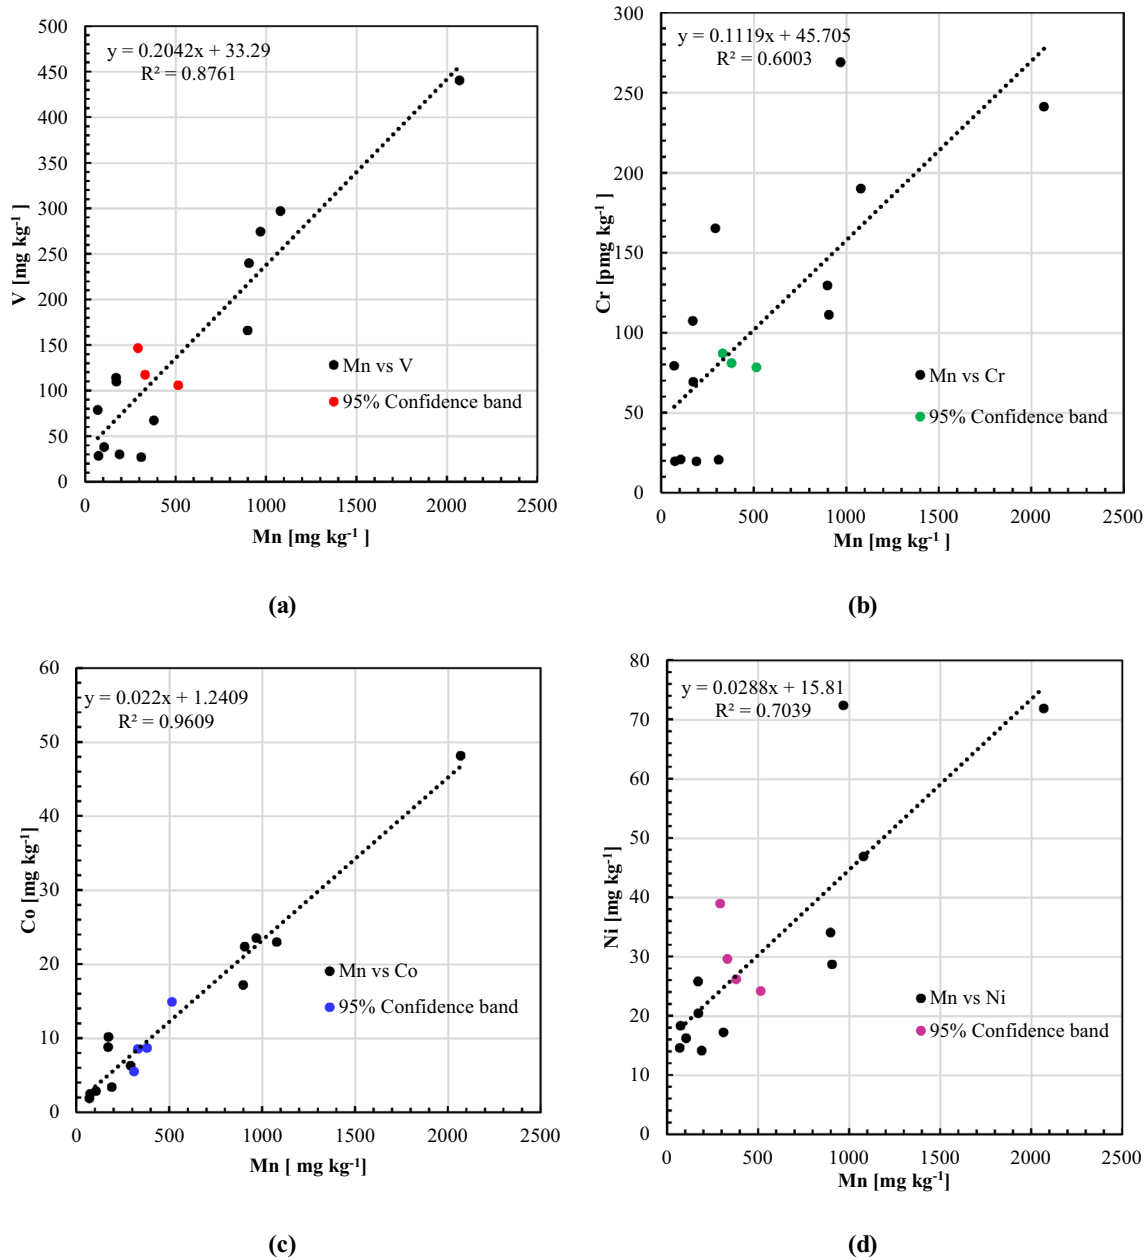 y = 0.2042x + 33.29
R² = 0.8761
500
450
400
350
300
250
200
150
100
50
0
V [mg kg⁻¹ ]
Mn vs V
95% Confidence band
0 500 1000 1500 2000 2500
Mn [mg kg⁻¹ ]
(a)
y = 0.1119x + 45.705
R² = 0.6003
300
250
200
150
100
50
0
Cr [pmg kg⁻¹ ]
Mn vs Cr
95% Confidence band
0 500 1000 1500 2000 2500
Mn [mg kg⁻¹ ]
(b)
y = 0.022x + 1.2409
R² = 0.9609
60
50
40
30
20
10
0
Co [mg kg⁻¹]
Mn vs Co
95% Confidence band
0 500 1000 1500 2000 2500
Mn [ mg kg⁻¹]
(c)
y = 0.0288x + 15.81
R² = 0.7039
80
70
60
50
40
30
20
10
0
Ni [mg kg⁻¹]
Mn vs Ni
95% Confidence band
0 500 1000 1500 2000 2500
Mn [mg kg⁻¹]
(d)